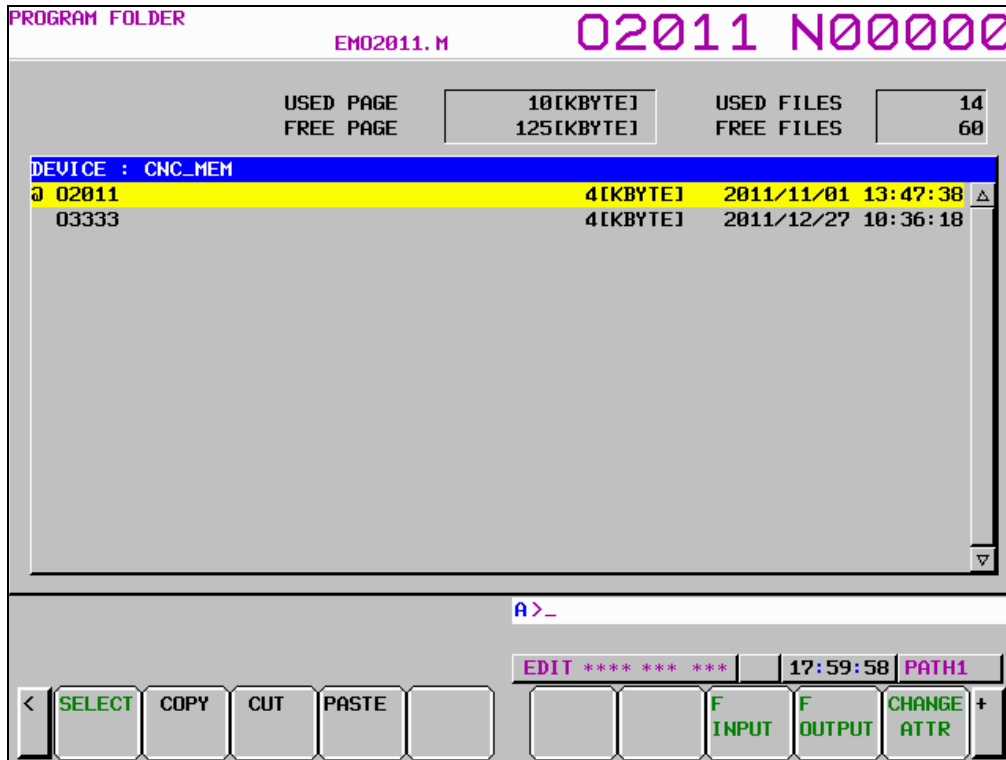 PROGRAM FOLDER
EMO2011.M
O2011 N00000
USED PAGE 10[KBYTE] USED FILES 14
FREE PAGE 125[KBYTE] FREE FILES 60
DEVICE : CNC_MEM
@ O2011 4[KBYTE] 2011/11/01 13:47:38
O3333 4[KBYTE] 2011/12/27 10:36:18
A>_
EDIT **** *** *** 17:59:58 PATH1
< SELECT COPY CUT PASTE F INPUT F OUTPUT CHANGE ATTR +